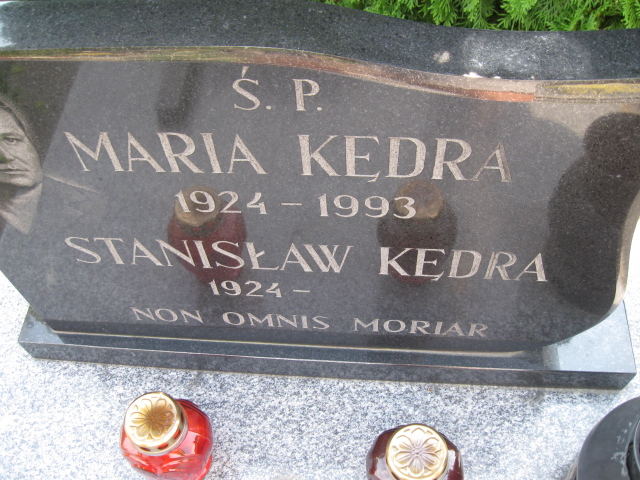 Ś. P.
MARIA KĘDRA
1924 – 1993
STANISŁAW KĘDRA
1924 –
NON OMNIS MORIAR